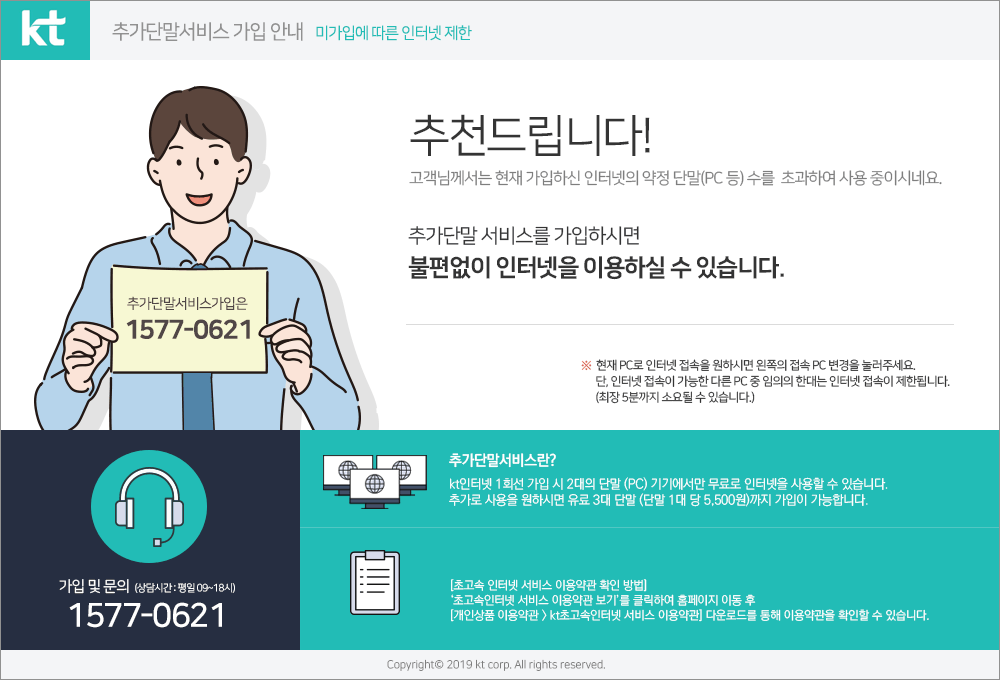 kt 추가단말서비스 가입 안내 미가입에 따른 인터넷 제한
추천드립니다!
고객님께서는 현재 가입하신 인터넷의 약정 단말(PC 등) 수를 초과하여 사용 중이시네요.
추가단말 서비스를 가입하시면
불편없이 인터넷을 이용하실 수 있습니다.
추가단말서비스가입은
1577-0621
※ 현재 PC로 인터넷 접속을 원하시면 왼쪽의 접속 PC 변경을 눌러주세요.
단, 인터넷 접속이 가능한 다른 PC 중 임의의 한대는 인터넷 접속이 제한됩니다.
(최장 5분까지 소요될 수 있습니다.)
가입 및 문의 (상담시간 : 평일 09~18시)
1577-0621
추가단말서비스란?
kt인터넷 1회선 가입 시 2대의 단말 (PC) 기기에서만 무료로 인터넷을 사용할 수 있습니다.
추가로 사용을 원하시면 유료 3대 단말 (단말 1대 당 5,500원)까지 가입이 가능합니다.
[초고속 인터넷 서비스 이용약관 확인 방법]
'초고속인터넷 서비스 이용약관 보기'를 클릭하여 홈페이지 이동 후
[개인상품 이용약관 > kt초고속인터넷 서비스 이용약관] 다운로드를 통해 이용약관을 확인할 수 있습니다.
Copyright© 2019 kt corp. All rights reserved.